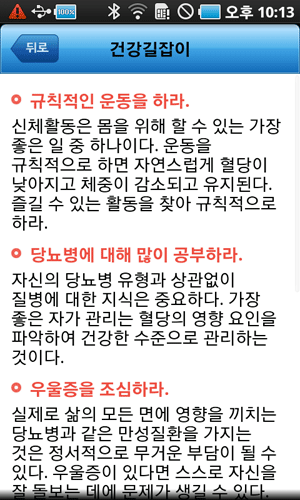 100%
오후 10:13
뒤로
건강길잡이
규칙적인 운동을 하라.
신체활동은 몸을 위해 할 수 있는 가장
좋은 일 중 하나이다. 운동을
규칙적으로 하면 자연스럽게 혈당이
낮아지고 체중이 감소되고 유지된다.
즐길 수 있는 활동을 찾아 규칙적으로
하라.
당뇨병에 대해 많이 공부하라.
자신의 당뇨병 유형과 상관없이
질병에 대한 지식은 중요하다. 가장
좋은 자가 관리는 혈당의 영향 요인을
파악하여 건강한 수준으로 관리하는
것이다.
우울증을 조심하라.
실제로 삶의 모든 면에 영향을 끼치는
당뇨병과 같은 만성질환을 가지는
것은 정서적으로 무거운 부담이 될 수
있다. 우울증이 있다면 스스로 자신을
잘 돌보는 데에 문제가 생길 수 있다.